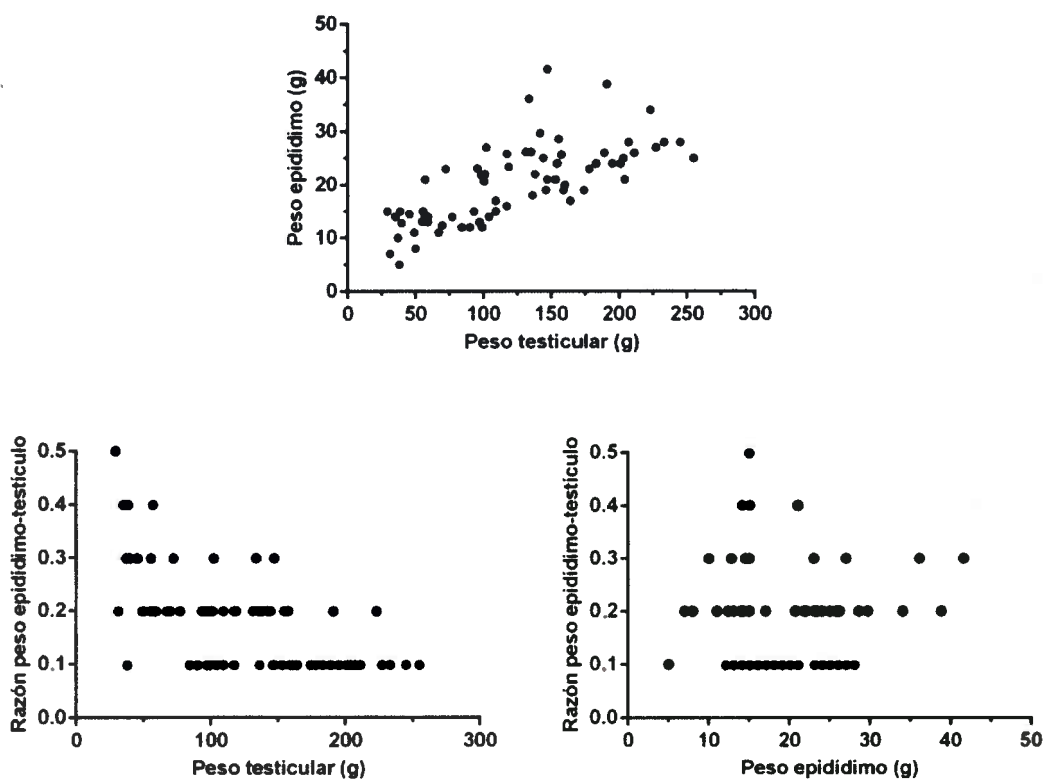 50
40
30
20
10
0
Peso epidídimo (g)
0 50 100 150 200 250 300
Peso testicular (g)
0.5
0.4
0.3
0.2
0.1
0.0
Razón peso epidídimo-testículo
0 100 200 300
Peso testicular (g)
0.5
0.4
0.3
0.2
0.1
0.0
Razón peso epidídimo-testículo
0 10 20 30 40 50
Peso epidídimo (g)